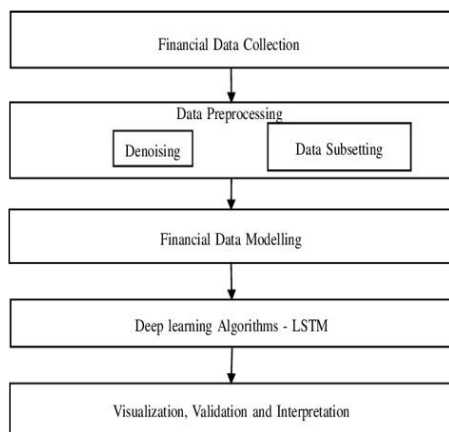 Financial Data Collection
Data Preprocessing
Denoising
Data Subsetting
Financial Data Modelling
Deep learning Algorithms - LSTM
Visualization, Validation and Interpretation